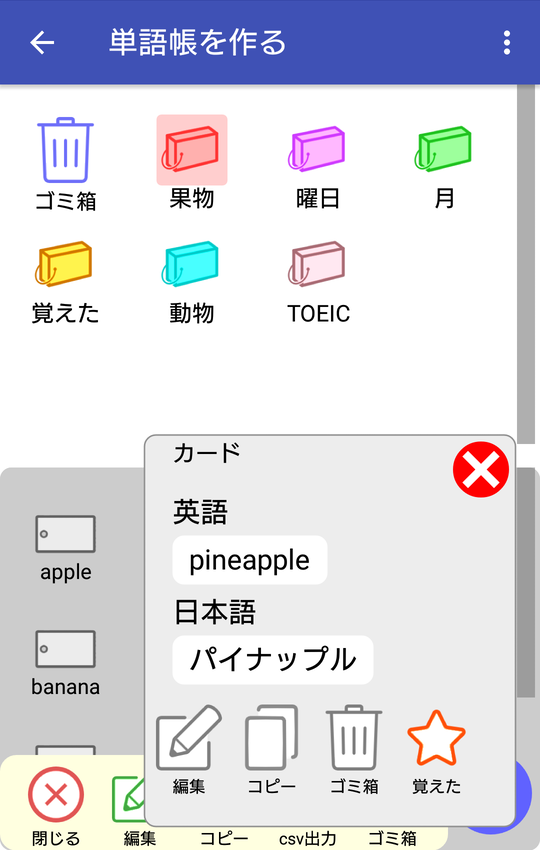 単語帳を作る
ゴミ箱
果物
曜日
月
覚えた
動物
TOEIC
カード
英語
pineapple
日本語
パイナップル
編集
コピー
ゴミ箱
覚えた
apple
banana
閉じる
編集
コピー
csv出力
ゴミ箱